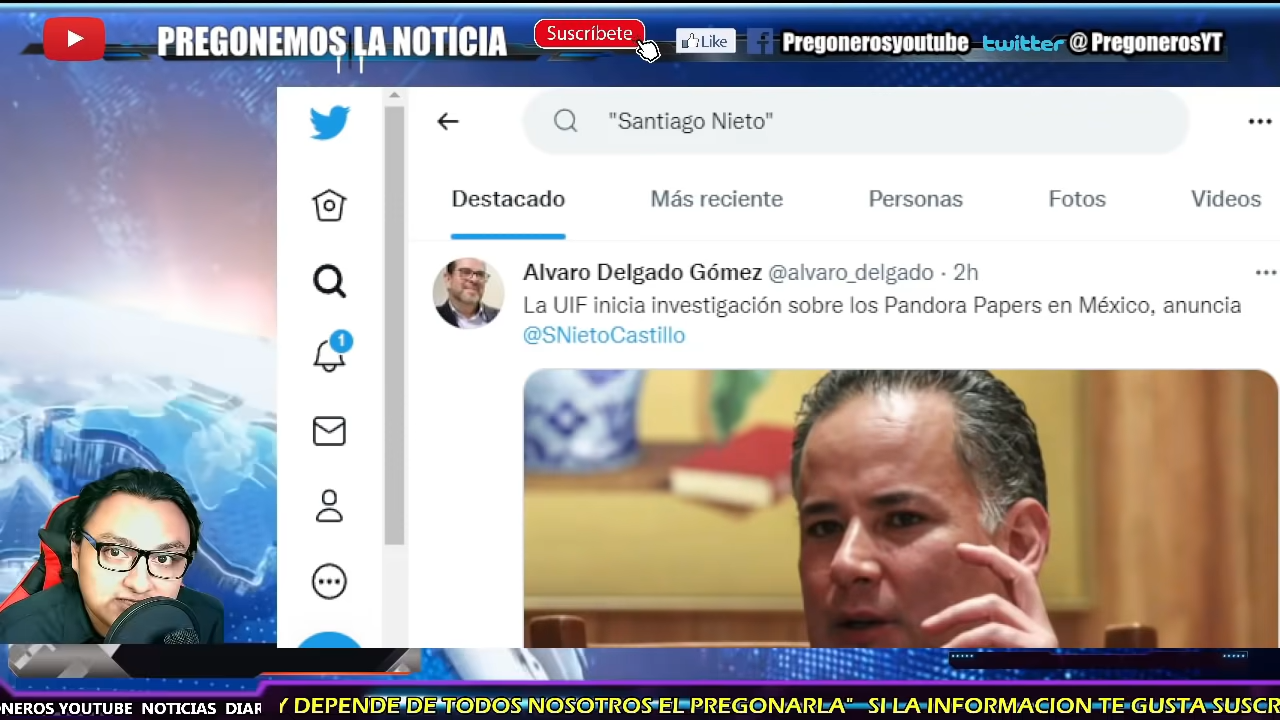 PREGONEMOS LA NOTICIA
Suscríbete
Like
Pregonerosyoutube
twitter @PregonerosYT
"Santiago Nieto"
Destacado
Más reciente
Personas
Fotos
Videos
Alvaro Delgado Gómez @alvaro_delgado · 2h
La UIF inicia investigación sobre los Pandora Papers en México, anuncia
@SNietoCastillo
1
NEROS YOUTUBE NOTICIAS DIAR
Y DEPENDE DE TODOS NOSOTROS EL PREGONARLA" SI LA INFORMACION TE GUSTA SUSCR